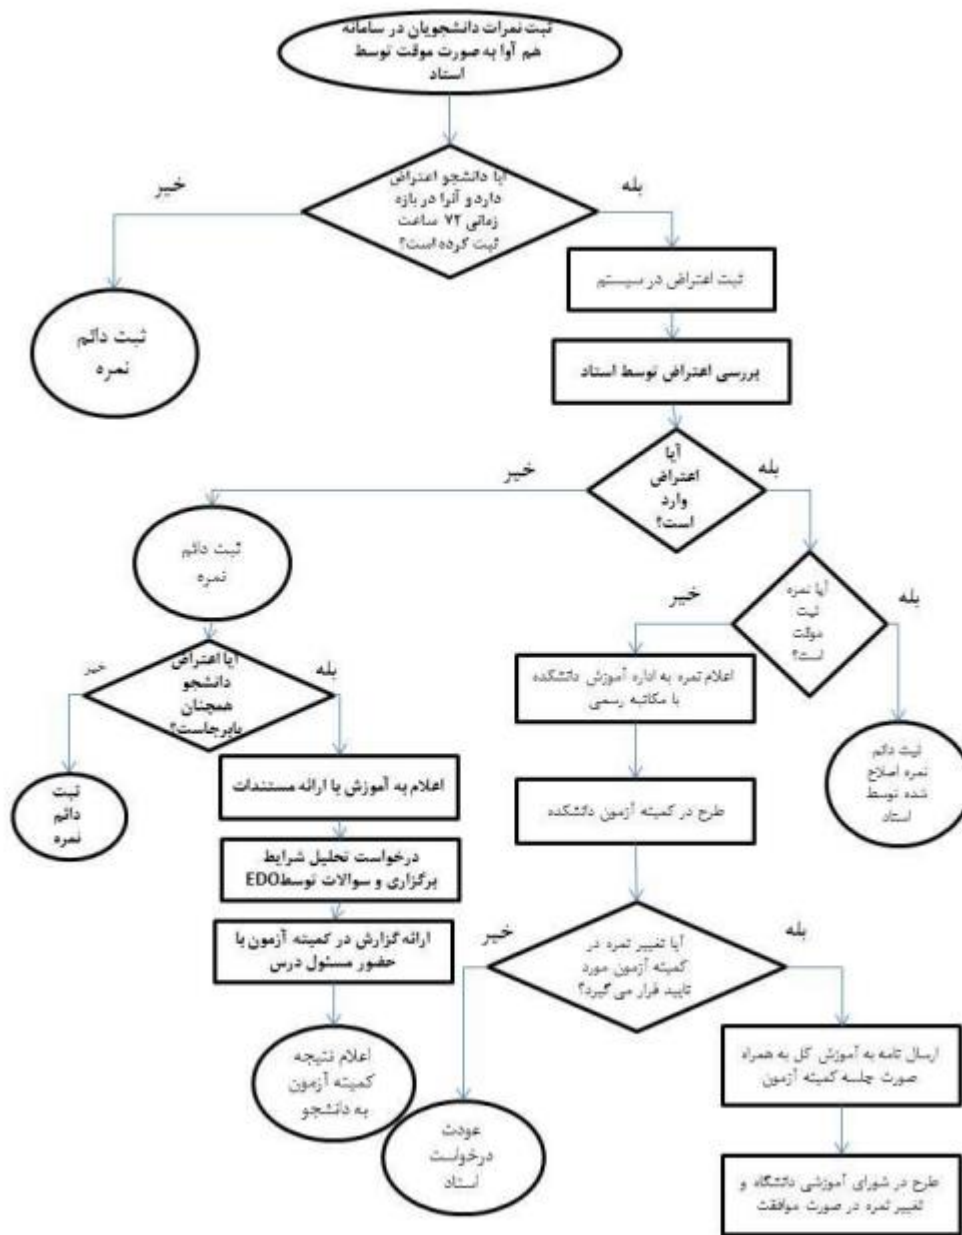 ثبت نمرات دانشجویان در سامانه
هم آوا به صورت موقت توسط
استاد
آیا دانشجو اعتراض
دارد و آنرا در بازه
زمانی ۷۲ ساعت
ثبت کرده است؟
خیر
بله
ثبت دائم
نمره
ثبت اعتراض در سیستم
بررسی اعتراض توسط استاد
آیا
اعتراض
وارد
است؟
خیر
بله
ثبت دائم
نمره
آیا نمره
ثبت
موقت
است؟
خیر
بله
آیا اعتراض
دانشجو
همچنان
پابرجاست؟
خیر
بله
اعلام نمره به اداره آموزش دانشکده
با مکاتبه رسمی
ثبت دائم
نمره اصلاح
شده توسط
استاد
ثبت
دائم
نمره
اعلام به آموزش با ارائه مستندات
طرح در کمیته آزمون دانشکده
درخواست تحلیل شرایط
برگزاری و سوالات توسطEDO
ارائه گزارش در کمیته آزمون با
حضور مسئول درس
آیا تغییر نمره در
کمیته آزمون مورد
تایید قرار می گیرد؟
خیر
بله
اعلام نتیجه
کمیته آزمون
به دانشجو
عودت
درخواست
استاد
ارسال نامه به آموزش کل به همراه
صورت جلسه کمیته آزمون
طرح در شورای آموزشی دانشگاه و
تغییر نمره در صورت موافقت